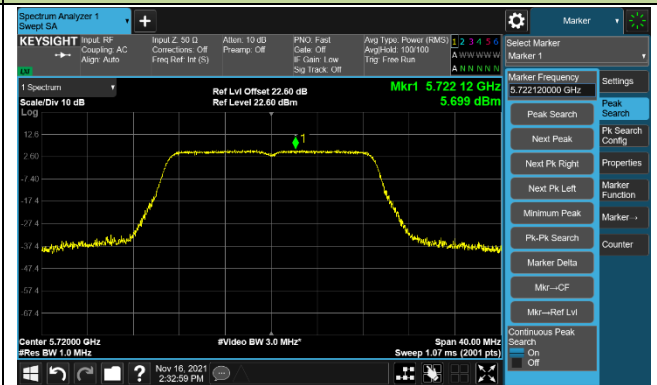 Spectrum Analyzer 1
Swept SA
+
Marker
KEYSIGHT
Input: RF
Coupling: AC
Align: Auto
Input Z: 50 Ω
Corrections: Off
Freq Ref: Int (S)
Atten: 10 dB
Preamp: Off
PNO: Fast
Gate: Off
IF Gain: Low
Sig Track: Off
Avg Type: Power (RMS)
Avg|Hold: 100/100
Trig: Free Run
1 2 3 4 5 6
A W W W W W
A N N N N N
Select Marker
Marker 1
LXI
1 Spectrum
Scale/Div 10 dB
Log
Ref Lvl Offset 22.60 dB
Ref Level 22.60 dBm
Mkr1 5.722 12 GHz
5.699 dBm
12.6
2.60
-7.40
-17.4
-27.4
-37.4
-47.4
-57.4
-67.4
1
Center 5.72000 GHz
#Res BW 1.0 MHz
#Video BW 3.0 MHz*
Span 40.00 MHz
Sweep 1.07 ms (2001 pts)
Marker Frequency
5.722120000 GHz
Peak Search
Next Peak
Next Pk Right
Next Pk Left
Minimum Peak
Pk-Pk Search
Marker Delta
Mkr→CF
Mkr→Ref Lvl
Continuous Peak
Search
On
Off
Settings
Peak
Search
Pk Search
Config
Properties
Marker
Function
Marker→
Counter
?
Nov 16, 2021
2:32:59 PM